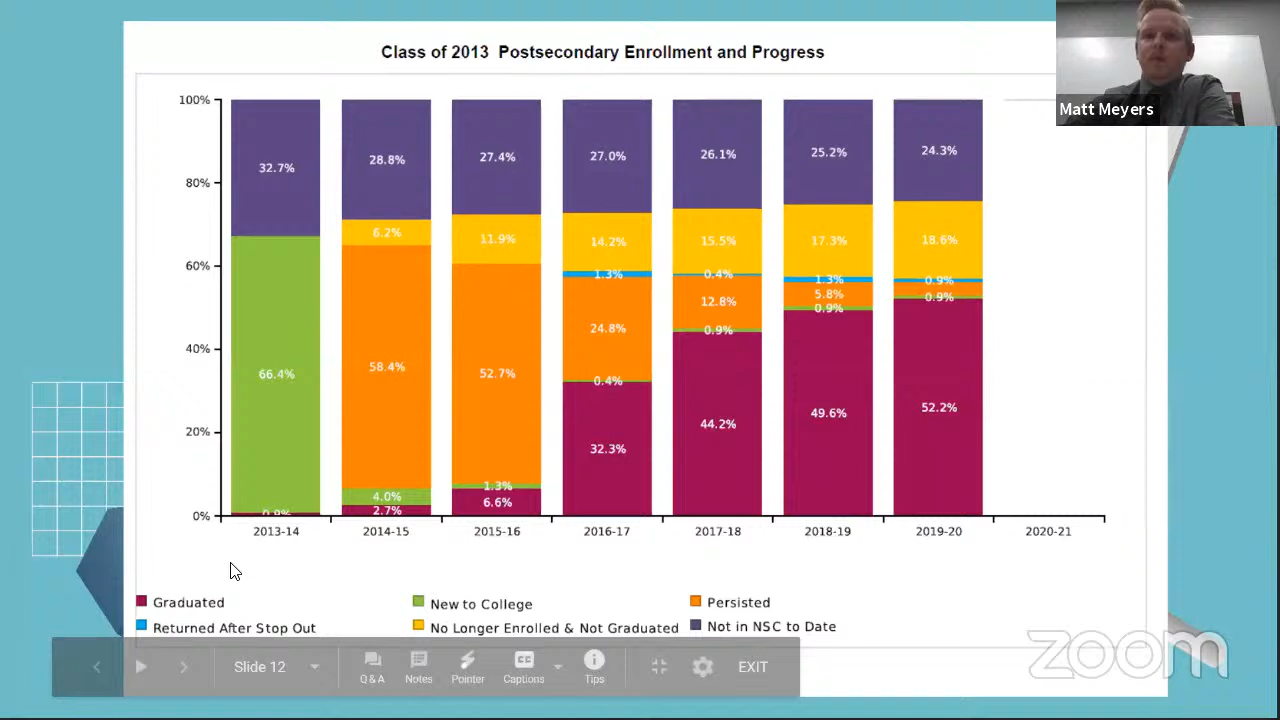 Class of 2013 Postsecondary Enrollment and Progress
Matt Meyers
100%
80%
60%
40%
20%
0%
32.7%
28.8%
27.4%
27.0%
26.1%
25.2%
24.3%
6.2%
11.9%
14.2%
15.5%
17.3%
18.6%
1.3%
0.4%
1.3%
0.9%
66.4%
58.4%
52.7%
24.8%
12.8%
5.8%
0.9%
0.4%
0.9%
0.9%
4.0%
1.3%
0.9%
2.7%
6.6%
32.3%
44.2%
49.6%
52.2%
2013-14
2014-15
2015-16
2016-17
2017-18
2018-19
2019-20
2020-21
Graduated
New to College
Persisted
Returned After Stop Out
No Longer Enrolled & Not Graduated
Not in NSC to Date
Slide 12
Q & A
Notes
Pointer
CC
Captions
Tips
EXIT
zoom